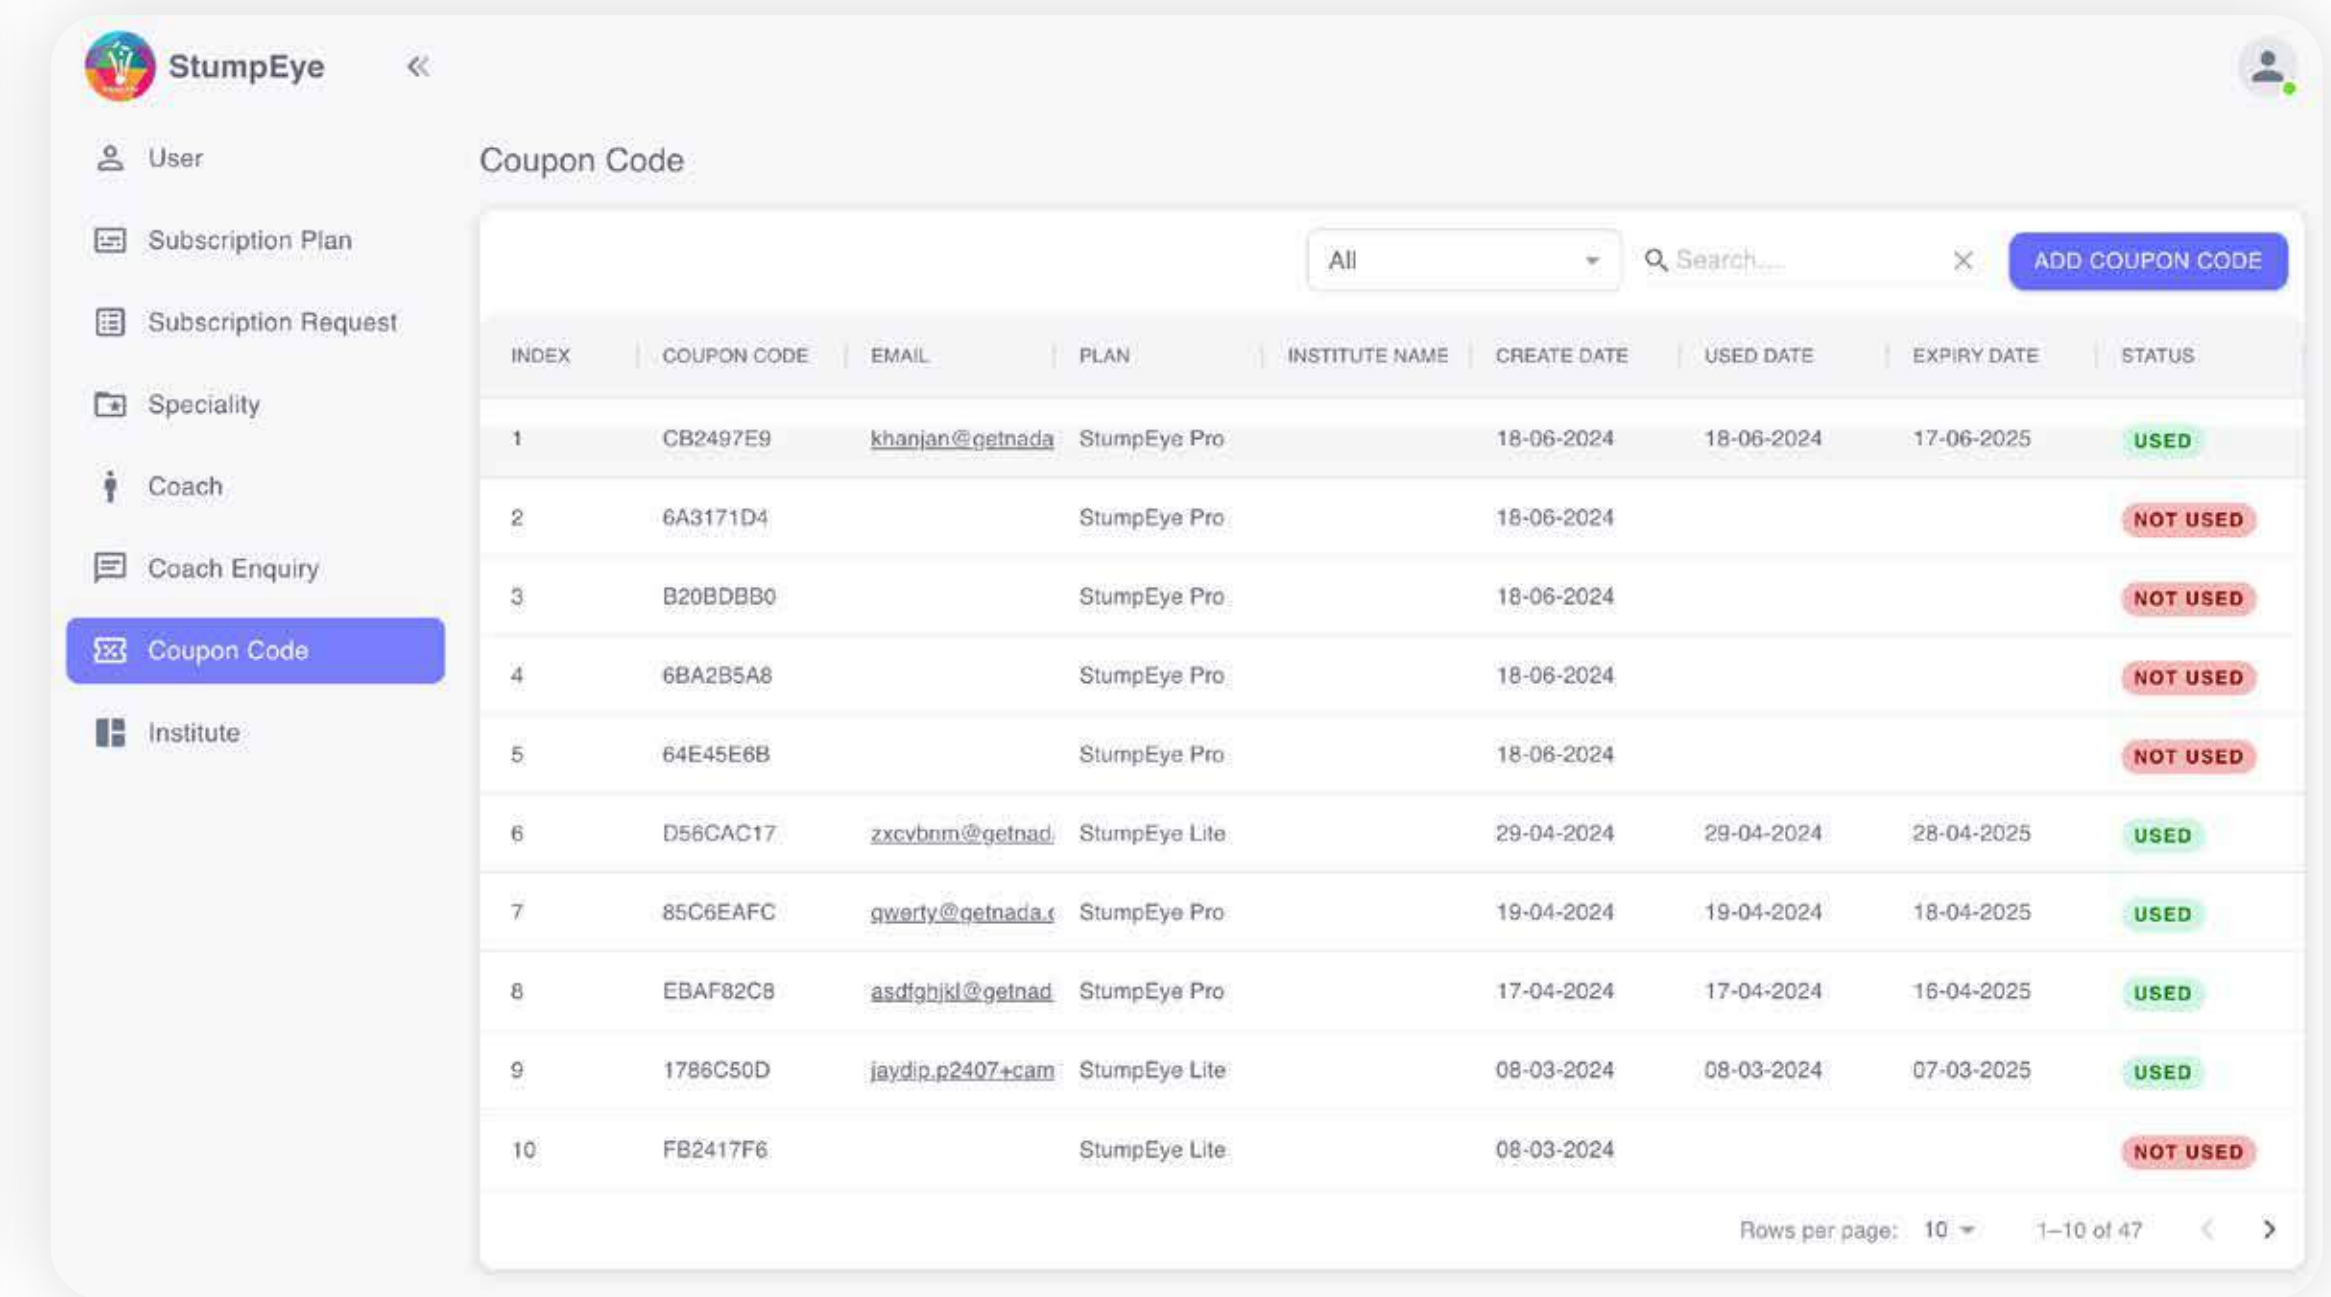 StumpEye
User
Subscription Plan
Subscription Request
Speciality
Coach
Coach Enquiry
Coupon Code
Institute
Coupon Code
All Search.... ADD COUPON CODE
INDEX COUPON CODE EMAIL PLAN INSTITUTE NAME CREATE DATE USED DATE EXPIRY DATE STATUS
1 CB2497E9 khanjan@getnada StumpEye Pro 18-06-2024 18-06-2024 17-06-2025 USED
2 6A3171D4 StumpEye Pro 18-06-2024 NOT USED
3 B20BDBB0 StumpEye Pro 18-06-2024 NOT USED
4 6BA2B5A8 StumpEye Pro 18-06-2024 NOT USED
5 64E45E6B StumpEye Pro 18-06-2024 NOT USED
6 D56CAC17 zxcvbnm@getnad StumpEye Lite 29-04-2024 29-04-2024 28-04-2025 USED
7 85C6EAFC qwerty@getnada. StumpEye Pro 19-04-2024 19-04-2024 18-04-2025 USED
8 EBAF82C8 asdfghjkl@getnad StumpEye Pro 17-04-2024 17-04-2024 16-04-2025 USED
9 1786C50D jaydip.p2407+cam StumpEye Lite 08-03-2024 08-03-2024 07-03-2025 USED
10 FB2417F6 StumpEye Lite 08-03-2024 NOT USED
Rows per page: 10 1–10 of 47